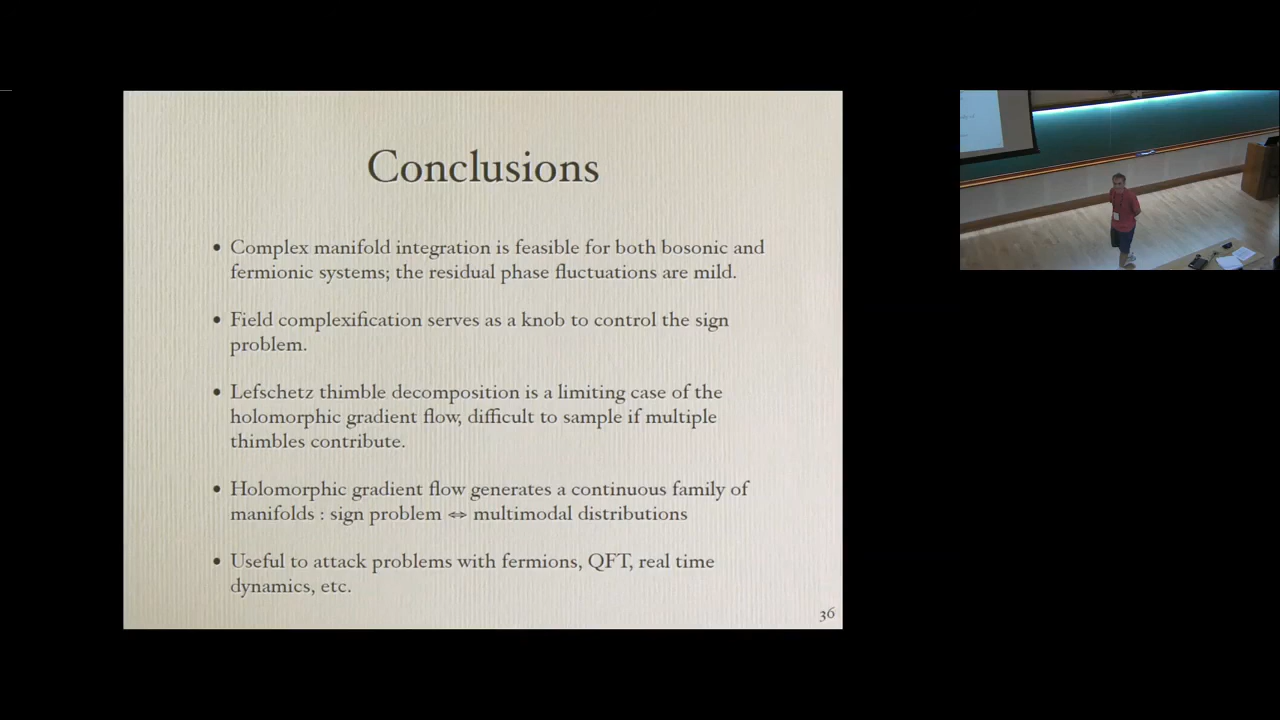 Conclusions
• Complex manifold integration is feasible for both bosonic and
fermionic systems; the residual phase fluctuations are mild.
• Field complexification serves as a knob to control the sign
problem.
• Lefschetz thimble decomposition is a limiting case of the
holomorphic gradient flow, difficult to sample if multiple
thimbles contribute.
• Holomorphic gradient flow generates a continuous family of
manifolds : sign problem ⇔ multimodal distributions
• Useful to attack problems with fermions, QFT, real time
dynamics, etc.
36